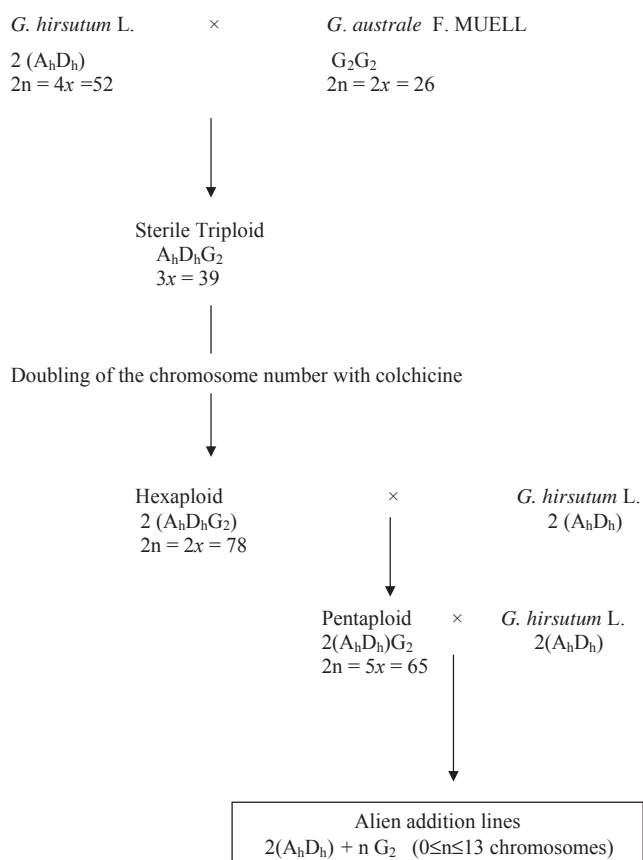 G. hirsutum L. × G. australe F. MUELL
2 (AₕDₕ) G₂G₂
2n = 4x =52 2n = 2x = 26
Sterile Triploid
AₕDₕG₂
3x = 39
Doubling of the chromosome number with colchicine
Hexaploid × G. hirsutum L.
2 (AₕDₕG₂) 2 (AₕDₕ)
2n = 2x = 78
Pentaploid × G. hirsutum L.
2(AₕDₕ)G₂ 2(AₕDₕ)
2n = 5x = 65
Alien addition lines
2(AₕDₕ) + n G₂ (0≤n≤13 chromosomes)